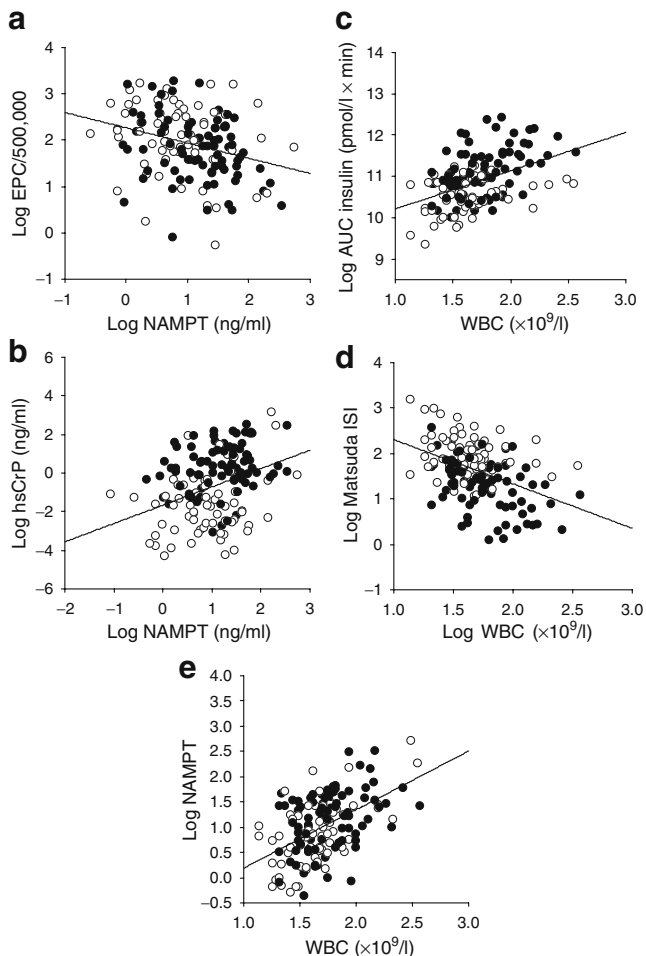 a
Log EPC/500,000
4
3
2
1
0
−1
−1 0 1 2 3
Log NAMPT (ng/ml)
b
Log hsCrP (ng/ml)
6
4
2
0
−2
−4
−6
−2 −1 0 1 2 3
Log NAMPT (ng/ml)
c
Log AUC insulin (pmol/l × min)
14
13
12
11
10
9
1.0 1.5 2.0 2.5 3.0
WBC (×10⁹/l)
d
Log Matsuda ISI
4
3
2
1
0
−1
1.0 1.5 2.0 2.5 3.0
Log WBC (×10⁹/l)
e
Log NAMPT
4.0
3.5
3.0
2.5
2.0
1.5
1.0
0.5
0.0
−0.5
1.0 1.5 2.0 2.5 3.0
WBC (×10⁹/l)